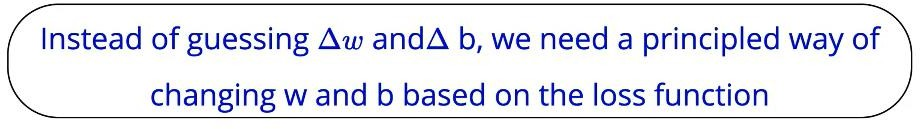 Instead of guessing Δw andΔ b, we need a principled way of
changing w and b based on the loss function